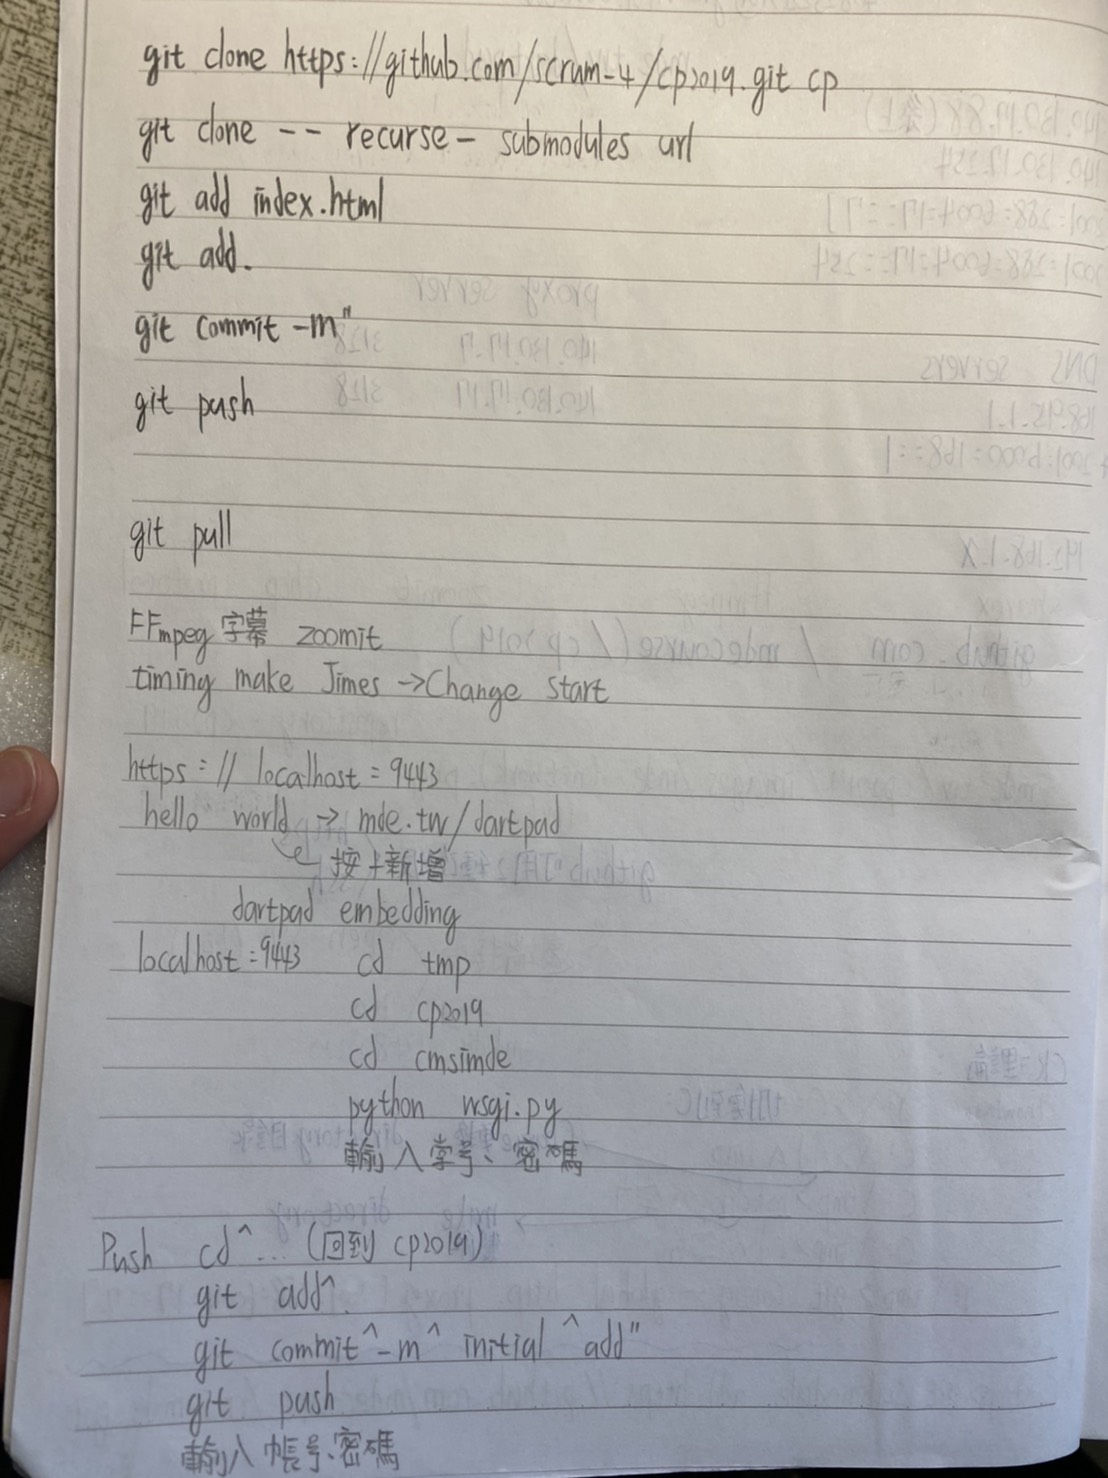 git clone https://github.com/scrum-4/cp2019.git cp
git clone -- recurse- submodules url
git add index.html
git add.
git commit -m"
git push
git pull
FFmpeg 字幕 zoomit
timing make Jimes →Change start
https://localhost:9443
hello world → mde.tw/dartpad
按+新增
dartpad embedding
localhost:9443 cd tmp
cd cp2019
cd cmsimde
python wsgi.py
輸入學号、密碼
Push cd^... (回到 cp2019)
git add^.
git commit^-m^ initial ^add"
git push
輸入帳号、密碼